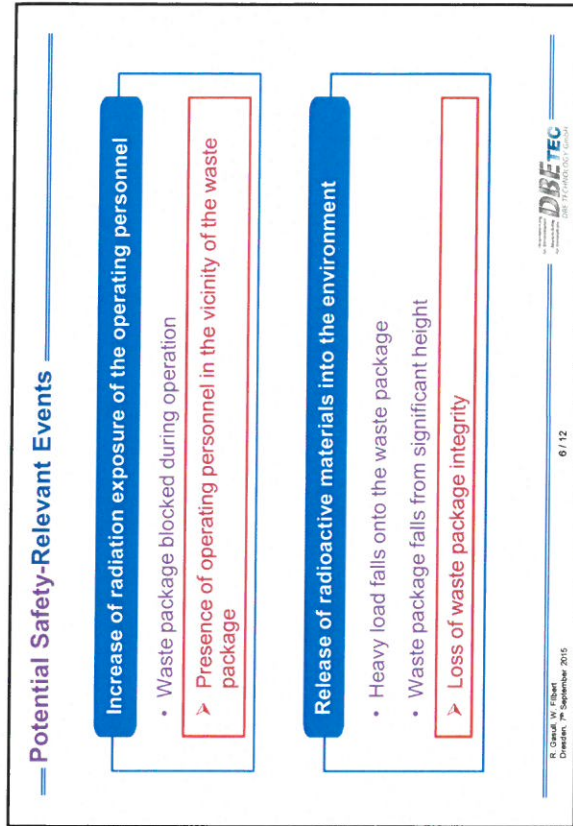 Potential Safety-Relevant Events
Increase of radiation exposure of the operating personnel
• Waste package blocked during operation
➢ Presence of operating personnel in the vicinity of the waste
package
Release of radioactive materials into the environment
• Heavy load falls onto the waste package
• Waste package falls from significant height
➢ Loss of waste package integrity
R. Gasull, W. Filbert
Dresden, 7th September 2015
6 / 12
DBE TEC
DBE TECHNOLOGY GmbH